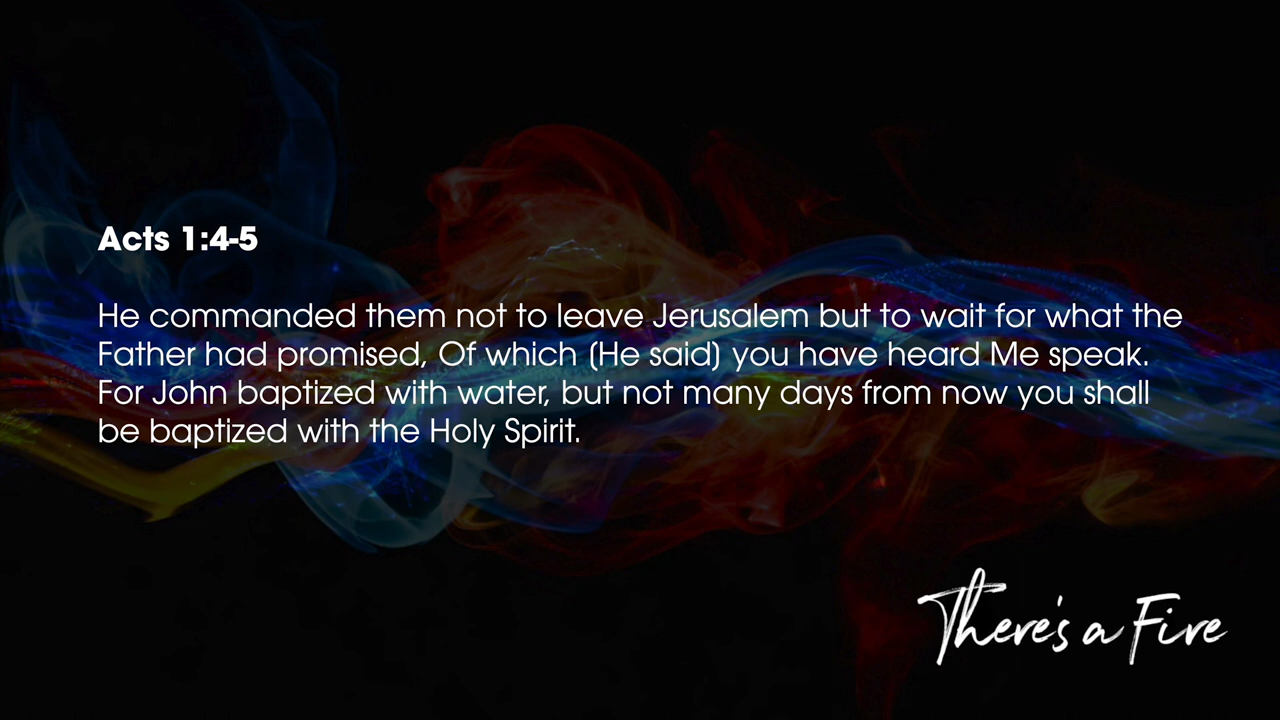 Acts 1:4-5
He commanded them not to leave Jerusalem but to wait for what the
Father had promised, Of which (He said) you have heard Me speak.
For John baptized with water, but not many days from now you shall
be baptized with the Holy Spirit.
There's a Fire